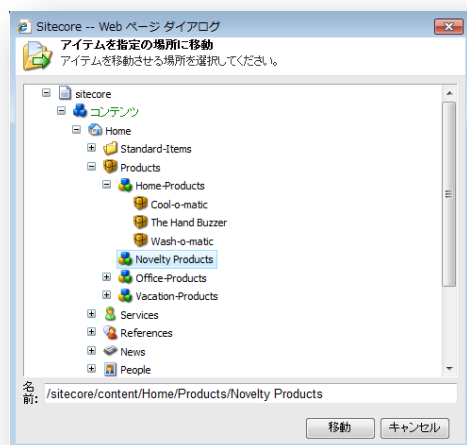 Sitecore -- Web ページ ダイアログ
アイテムを指定の場所に移動
アイテムを移動させる場所を選択してください。
sitecore
コンテンツ
Home
Standard-Items
Products
Home-Products
Cool-o-matic
The Hand Buzzer
Wash-o-matic
Novelty Products
Office-Products
Vacation-Products
Services
References
News
People
名前: /sitecore/content/Home/Products/Novelty Products
移動 キャンセル